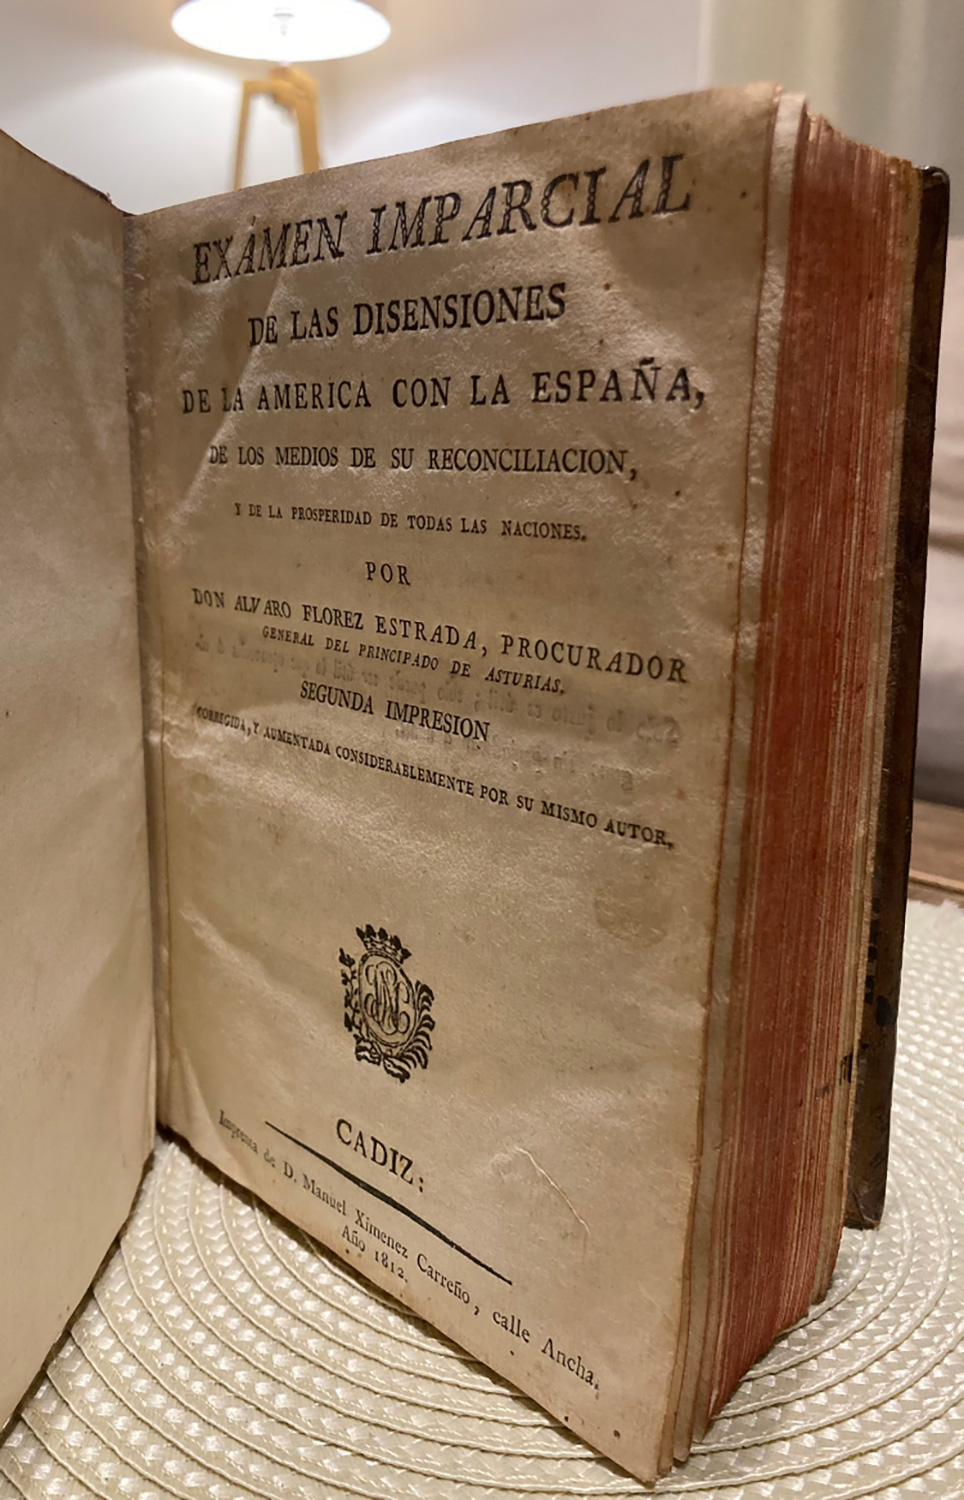 EXÁMEN IMPARCIAL
DE LAS DISENSIONES
DE LA AMERICA CON LA ESPAÑA,
DE LOS MEDIOS DE SU RECONCILIACION,
Y DE LA PROSPERIDAD DE TODAS LAS NACIONES.
POR
DON ALVARO FLOREZ ESTRADA, PROCURADOR
GENERAL DEL PRINCIPADO DE ASTURIAS.
SEGUNDA IMPRESION
CORREGIDA, Y AUMENTADA CONSIDERABLEMENTE POR SU MISMO AUTOR.
CADIZ:
Imprenta de D. Manuel Ximenez Carreño, calle Ancha.
Año 1812.